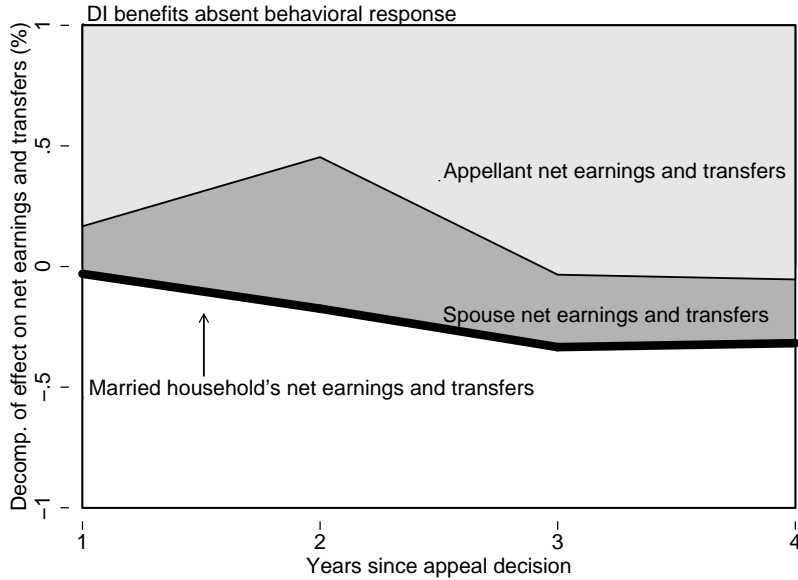 DI benefits absent behavioral response
Decomp. of effect on net earnings and transfers (%)
1
.5
0
−.5
−1
Appellant net earnings and transfers
Spouse net earnings and transfers
Married household's net earnings and transfers
1 2 3 4
Years since appeal decision